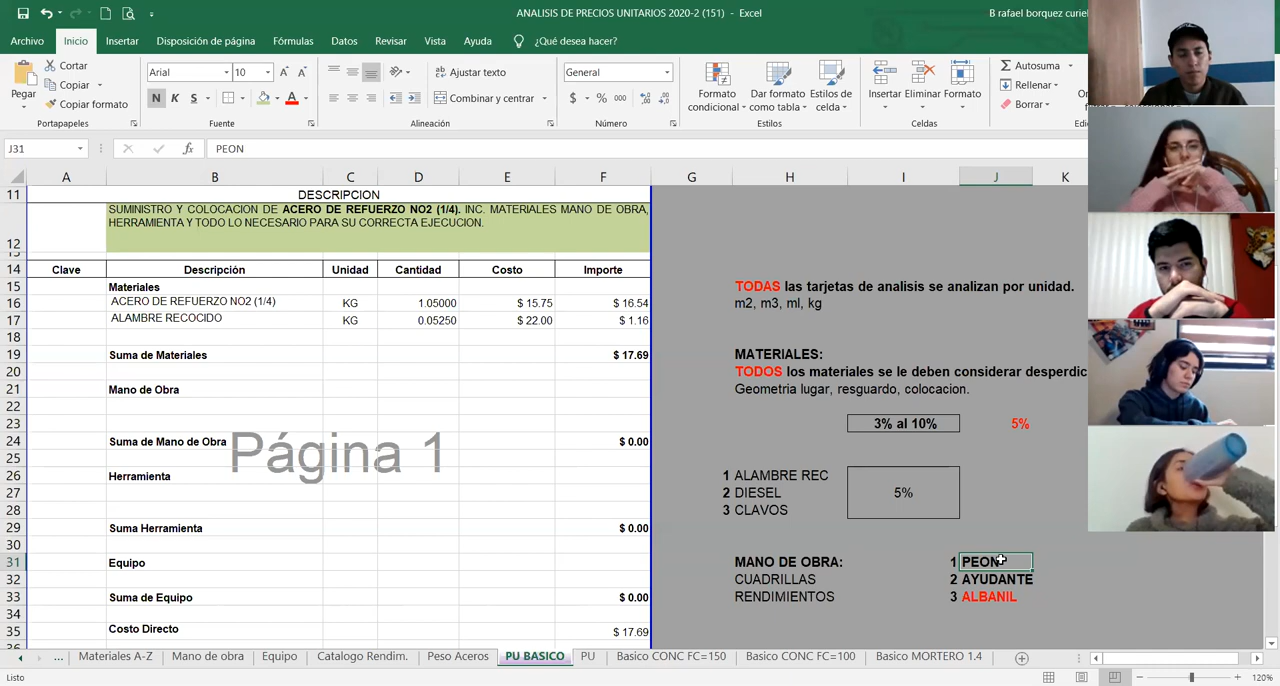 ANALISIS DE PRECIOS UNITARIOS 2020-2 (151) - Excel
B rafael borquez curiel
Archivo Inicio Insertar Disposición de página Fórmulas Datos Revisar Vista Ayuda ¿Qué desea hacer?
Pegar
Cortar
Copiar
Copiar formato
Portapapeles
Arial 10
N K S
Fuente
Ajustar texto
Combinar y centrar
Alineación
General
$ % 000
Número
Formato condicional
Dar formato como tabla
Estilos de celda
Estilos
Insertar Eliminar Formato
Celdas
Autosuma
Rellenar
Borrar
J31 fx PEON
A B C D E F G H I J K
11 DESCRIPCION
12 SUMINISTRO Y COLOCACION DE ACERO DE REFUERZO NO2 (1/4). INC. MATERIALES MANO DE OBRA,
HERRAMIENTA Y TODO LO NECESARIO PARA SU CORRECTA EJECUCION.
14 Clave Descripción Unidad Cantidad Costo Importe
15 Materiales TODAS las tarjetas de analisis se analizan por unidad.
16 ACERO DE REFUERZO NO2 (1/4) KG 1.05000 $ 15.75 $ 16.54 m2, m3, ml, kg
17 ALAMBRE RECOCIDO KG 0.05250 $ 22.00 $ 1.16
18
19 Suma de Materiales $ 17.69 MATERIALES:
20 TODOS los materiales se le deben considerar desperdic
21 Mano de Obra Geometria lugar, resguardo, colocacion.
22
23 3% al 10% 5%
24 Suma de Mano de Obra $ 0.00
Página 1
25
26 Herramienta 1 ALAMBRE REC
27 2 DIESEL 5%
28 3 CLAVOS
29 Suma Herramienta $ 0.00
30
31 Equipo MANO DE OBRA: 1 PEON
32 CUADRILLAS 2 AYUDANTE
33 Suma de Equipo $ 0.00 RENDIMIENTOS 3 ALBANIL
34
35 Costo Directo $ 17.69
... Materiales A-Z Mano de obra Equipo Catalogo Rendim. Peso Aceros PU BASICO PU Basico CONC FC=150 Basico CONC FC=100 Basico MORTERO 1.4
Listo 120%